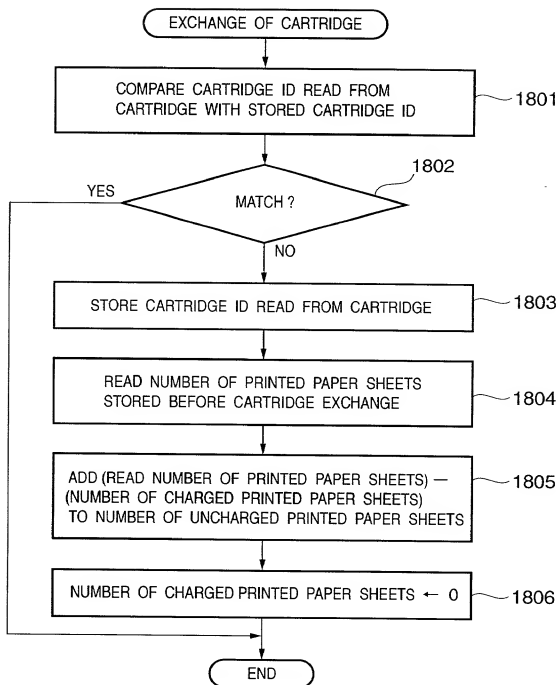 EXCHANGE OF CARTRIDGE
COMPARE CARTRIDGE ID READ FROM
CARTRIDGE WITH STORED CARTRIDGE ID
1801
1802
YES
MATCH ?
NO
STORE CARTRIDGE ID READ FROM CARTRIDGE
1803
READ NUMBER OF PRINTED PAPER SHEETS
STORED BEFORE CARTRIDGE EXCHANGE
1804
ADD (READ NUMBER OF PRINTED PAPER SHEETS) —
(NUMBER OF CHARGED PRINTED PAPER SHEETS)
TO NUMBER OF UNCHARGED PRINTED PAPER SHEETS
1805
NUMBER OF CHARGED PRINTED PAPER SHEETS ← 0
1806
END